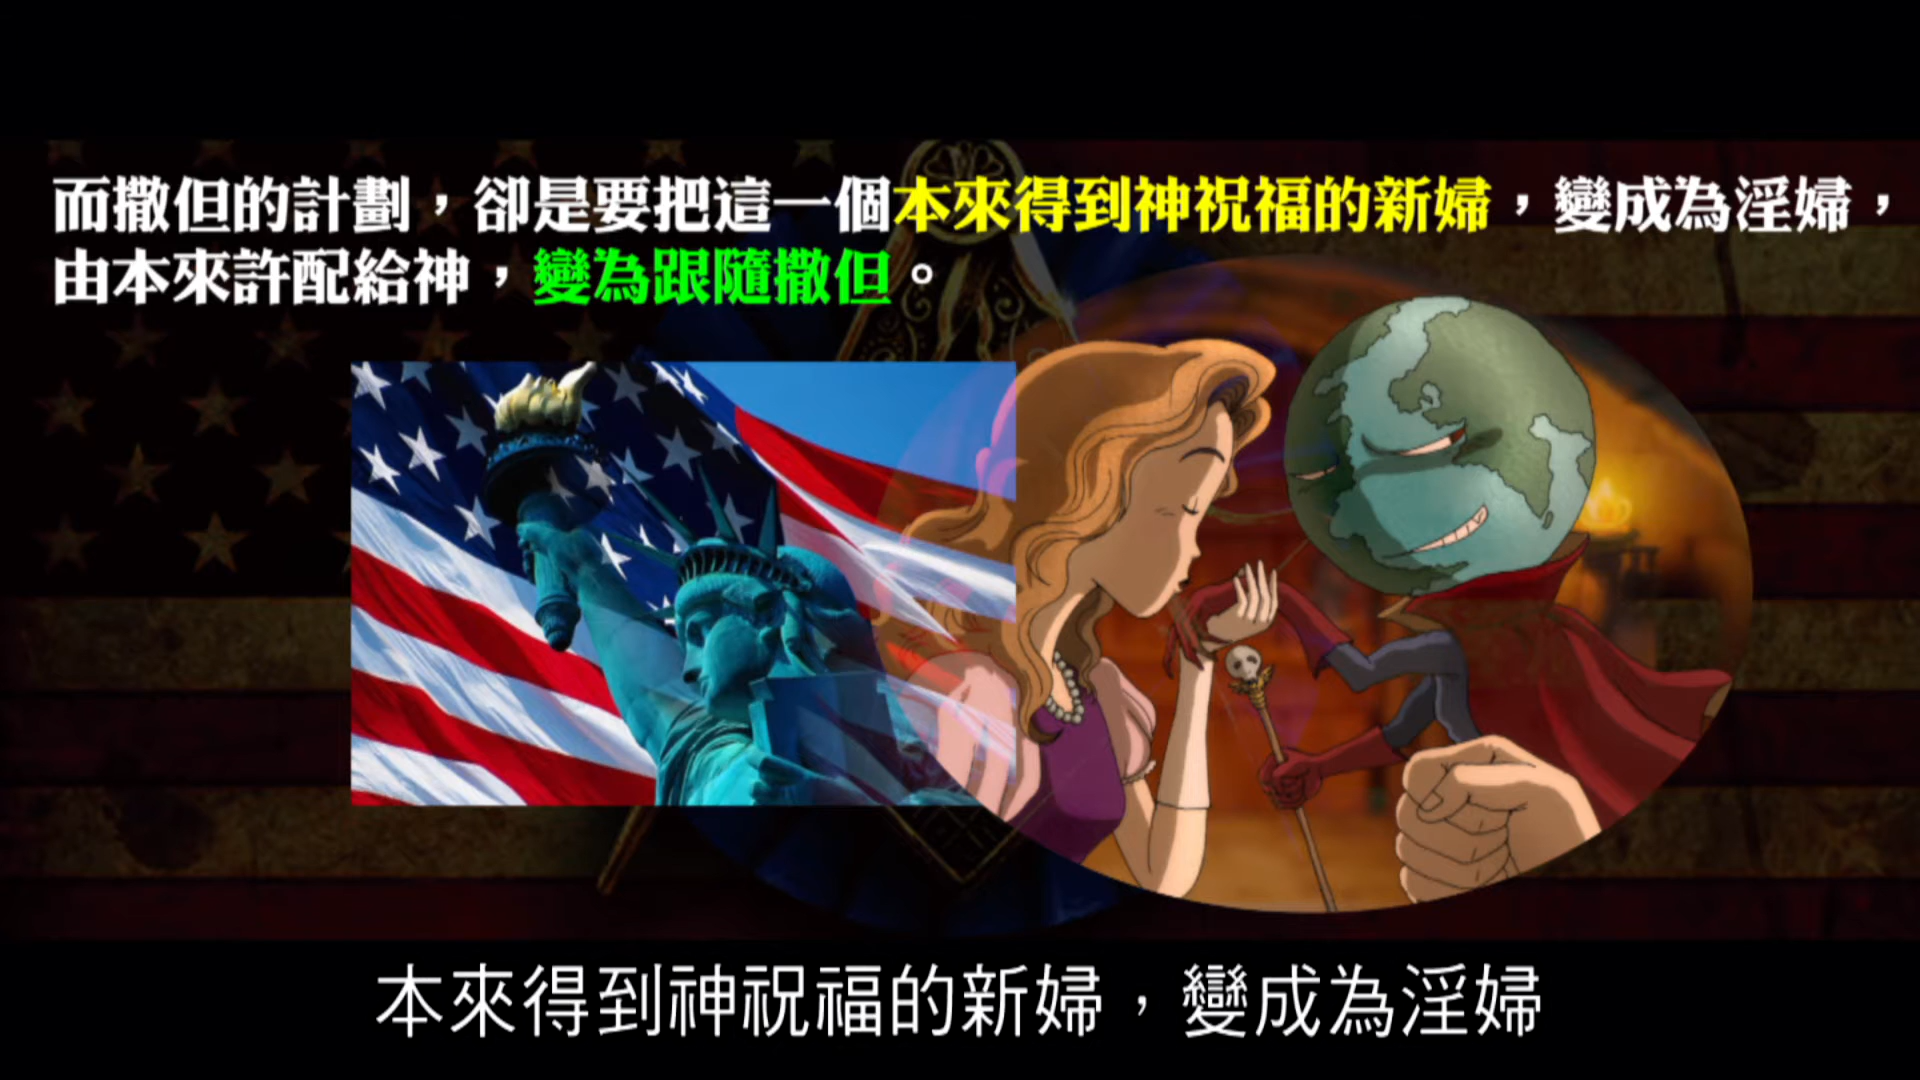 而撒但的計劃，卻是要把這一個本來得到神祝福的新婦，變成為淫婦，
由本來許配給神，變為跟隨撒但。
本來得到神祝福的新婦，變成為淫婦